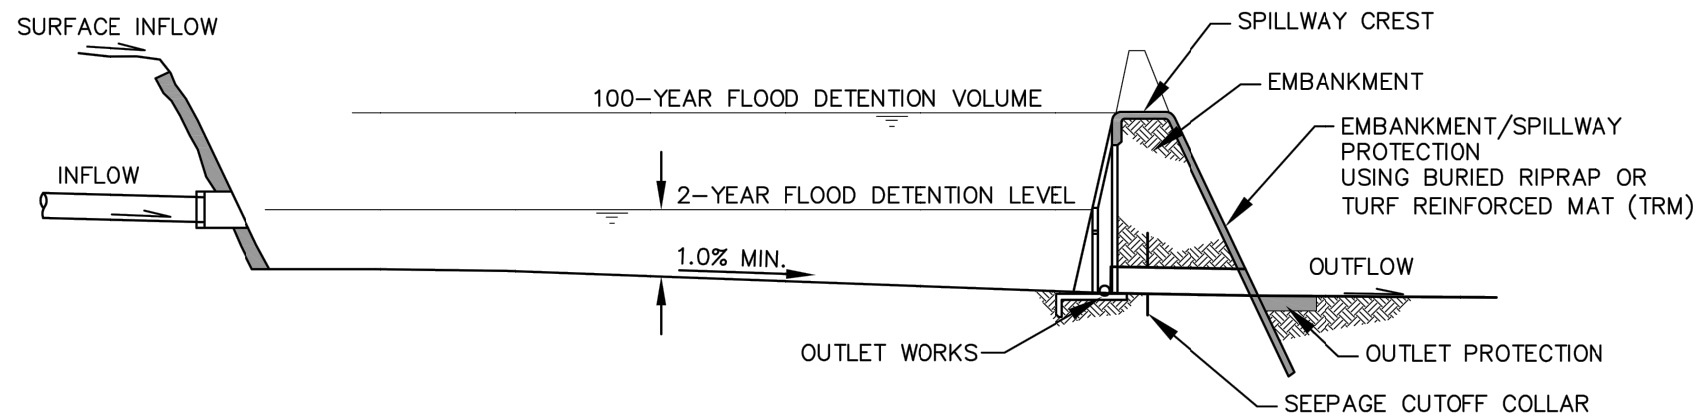 SURFACE INFLOW
SPILLWAY CREST
EMBANKMENT
100-YEAR FLOOD DETENTION VOLUME
EMBANKMENT/SPILLWAY
PROTECTION
USING BURIED RIPRAP OR
TURF REINFORCED MAT (TRM)
INFLOW
2-YEAR FLOOD DETENTION LEVEL
1.0% MIN.
OUTFLOW
OUTLET WORKS
OUTLET PROTECTION
SEEPAGE CUTOFF COLLAR